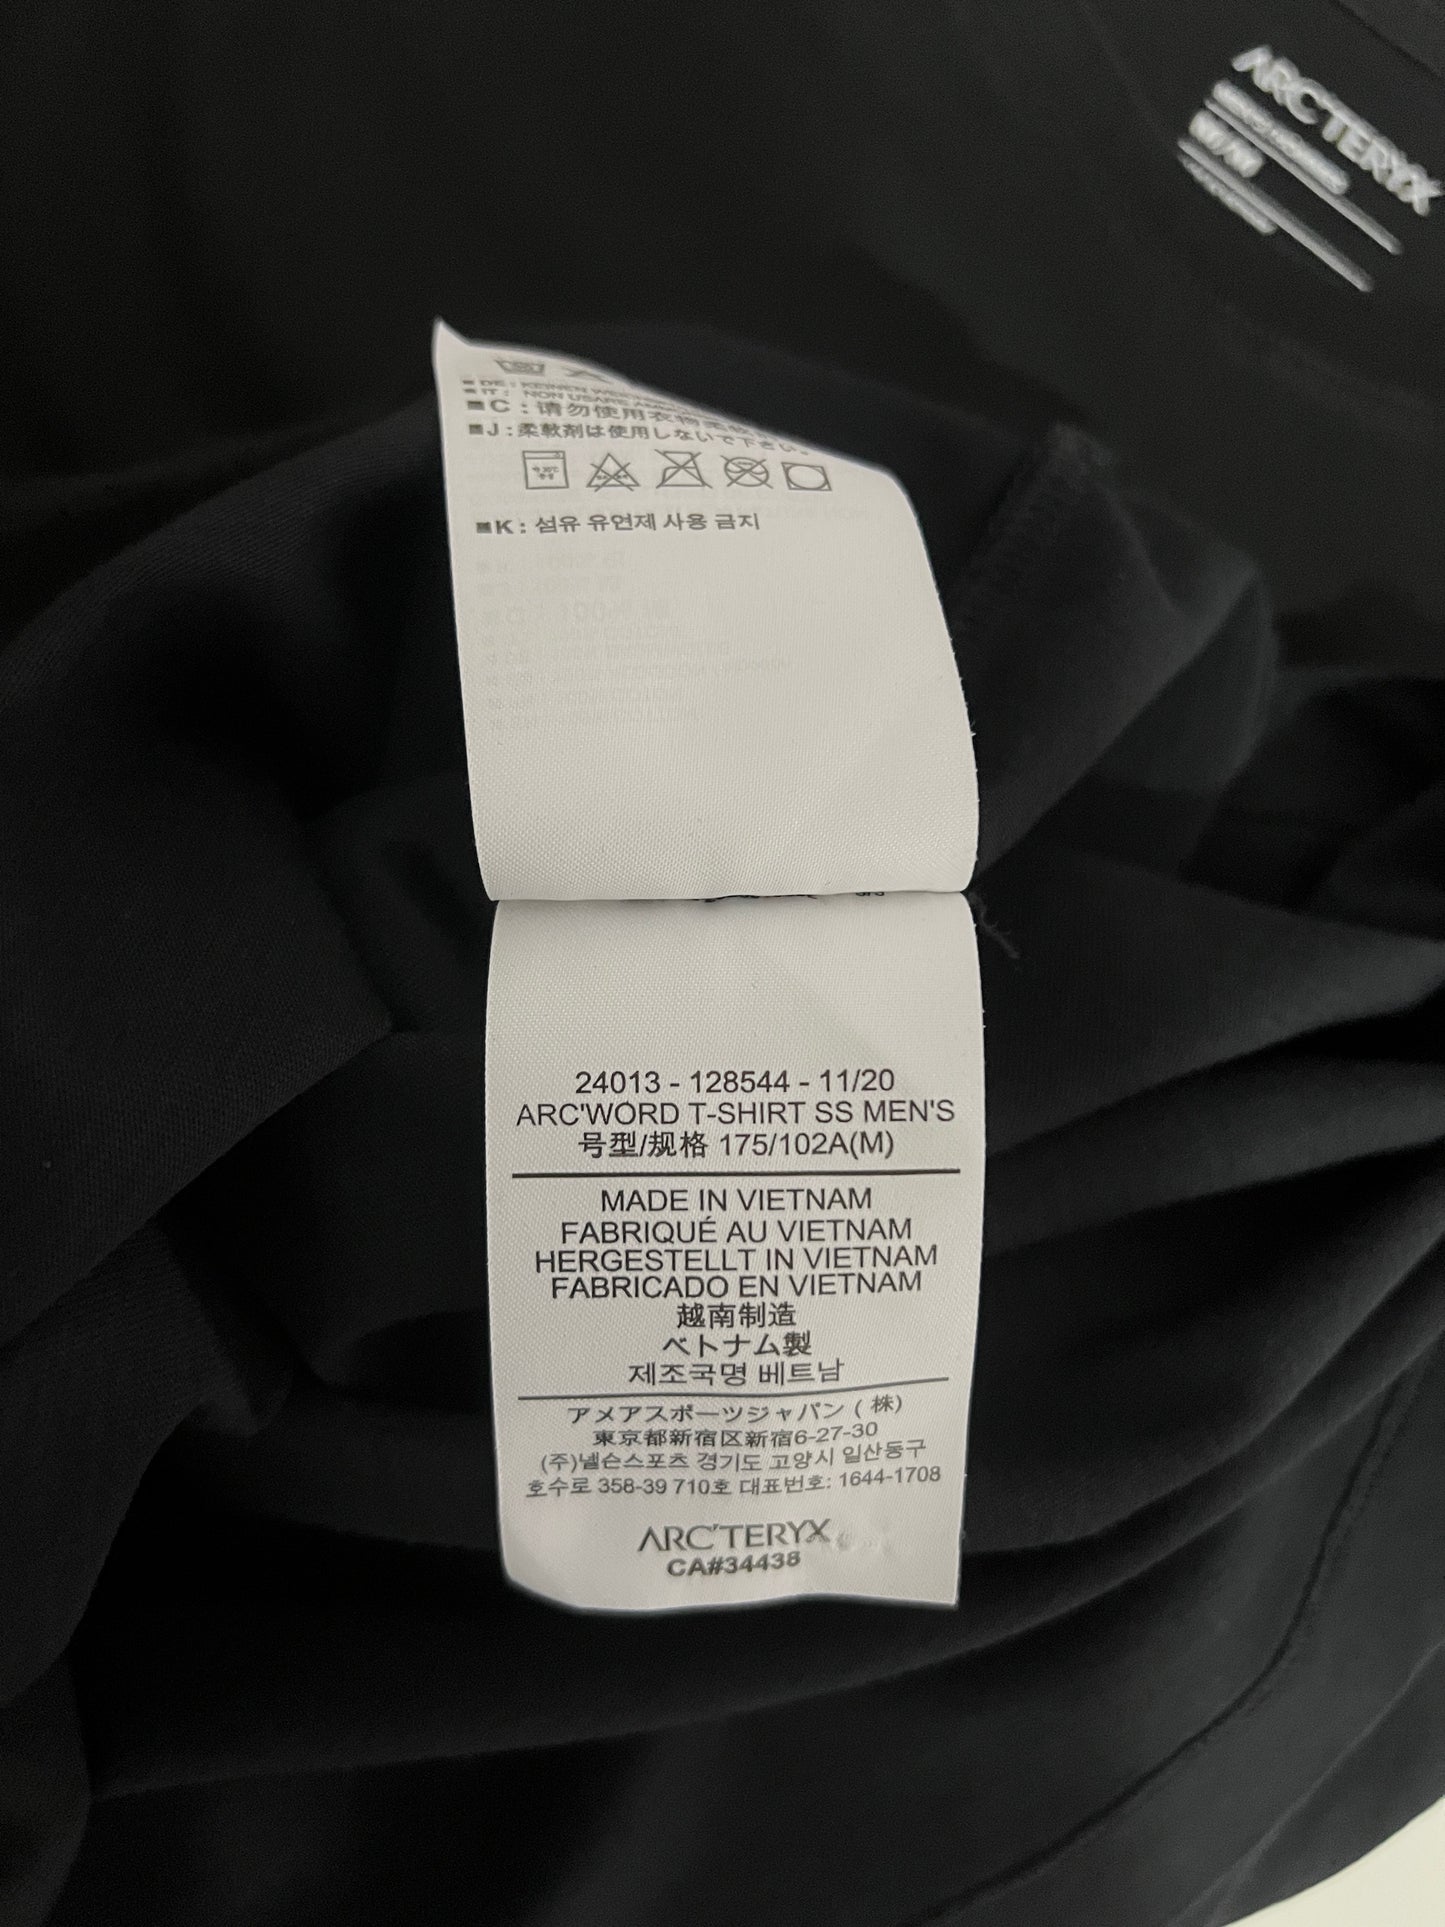 ARC'TERYX
M/M
■DE : KEINEN
■IT : NON USARE
■C : 请勿使用衣物柔软
■J : 柔軟剤は使用しないで下さい。
■K : 섬유 유연제 사용 금지
24013 - 128544 - 11/20
ARC'WORD T-SHIRT SS MEN'S
号型/规格 175/102A(M)
MADE IN VIETNAM
FABRIQUÉ AU VIETNAM
HERGESTELLT IN VIETNAM
FABRICADO EN VIETNAM
越南制造
ベトナム製
제조국명 베트남
アメアスポーツジャパン ( 株)
東京都新宿区新宿6-27-30
(주)넬슨스포츠 경기도 고양시 일산동구
호수로 358-39 710호 대표번호: 1644-1708
ARC'TERYX
CA#34438